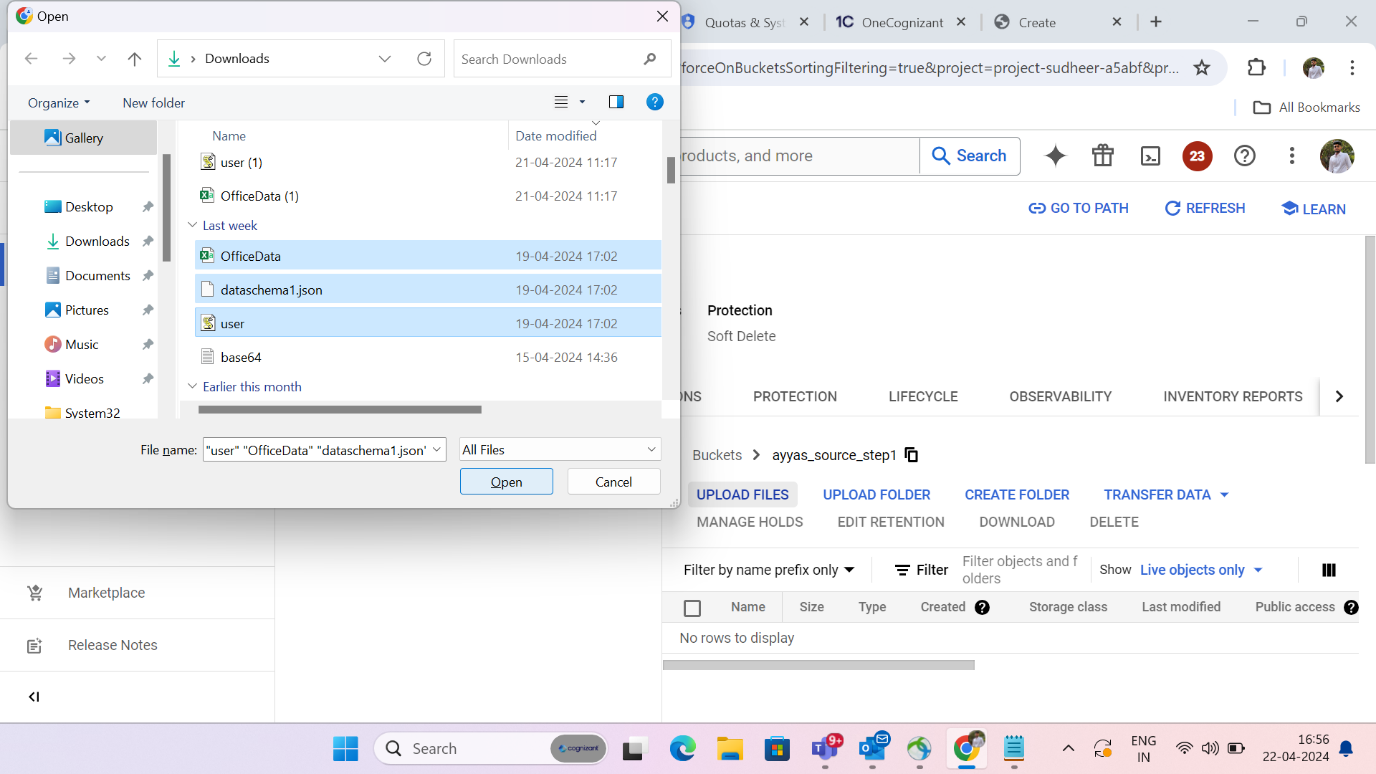 Open
Quotas & Syst
OneCognizant
Create
Downloads
Search Downloads
forceOnBucketsSortingFiltering=true&project=project-sudheer-a5abf&pr...
Organize
New folder
All Bookmarks
Gallery
Name
Date modified
user (1)
21-04-2024 11:17
roducts, and more
Search
23
OfficeData (1)
21-04-2024 11:17
Desktop
Last week
GO TO PATH
REFRESH
LEARN
Downloads
OfficeData
19-04-2024 17:02
Documents
dataschema1.json
19-04-2024 17:02
Pictures
user
19-04-2024 17:02
Protection
Soft Delete
Music
base64
15-04-2024 14:36
Videos
Earlier this month
System32
ONS
PROTECTION
LIFECYCLE
OBSERVABILITY
INVENTORY REPORTS
File name:
"user" "OfficeData" "dataschema1.json'
All Files
Open
Cancel
Buckets
ayyas_source_step1
UPLOAD FILES
UPLOAD FOLDER
CREATE FOLDER
TRANSFER DATA
MANAGE HOLDS
EDIT RETENTION
DOWNLOAD
DELETE
Filter by name prefix only
Filter
Filter objects and f
olders
Show
Live objects only
Name
Size
Type
Created
Storage class
Last modified
Public access
No rows to display
Marketplace
Release Notes
Search
cognizant
9+
ENG
IN
16:56
22-04-2024